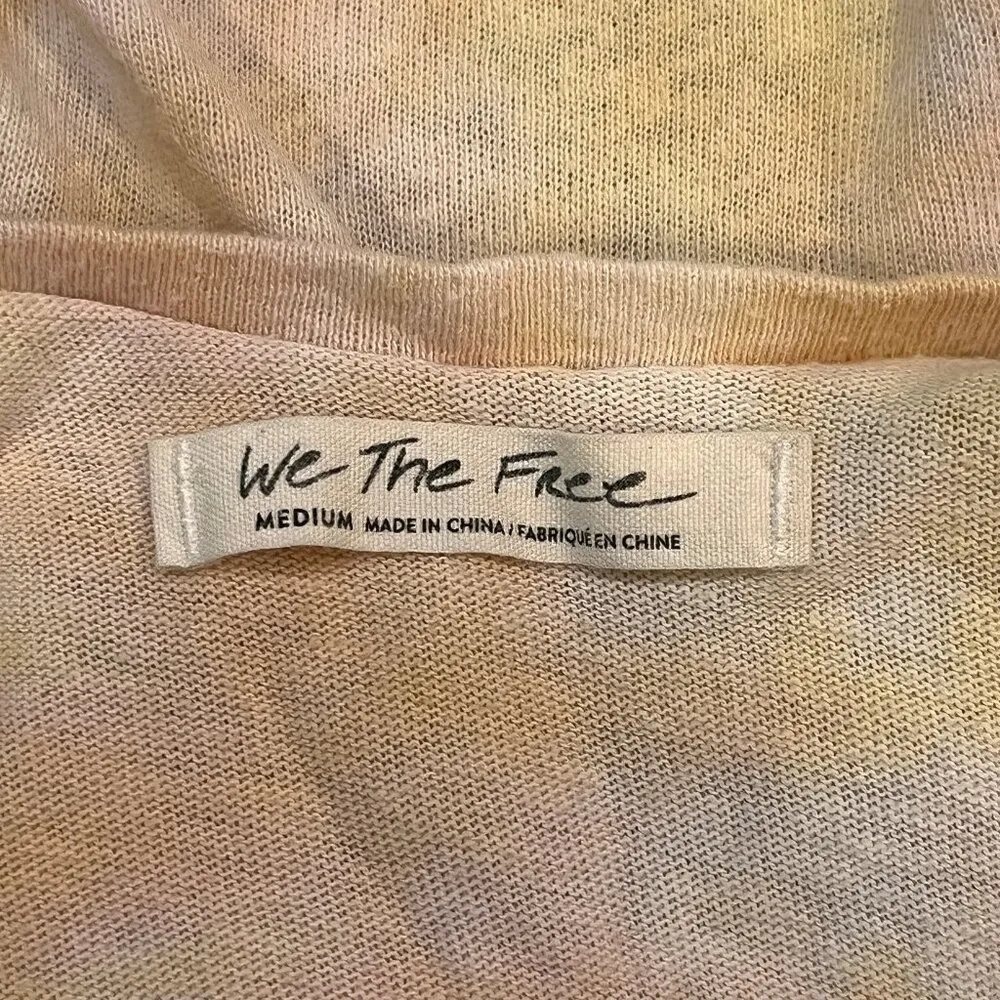 We The Free
MEDIUM MADE IN CHINA / FABRIQUÉ EN CHINE